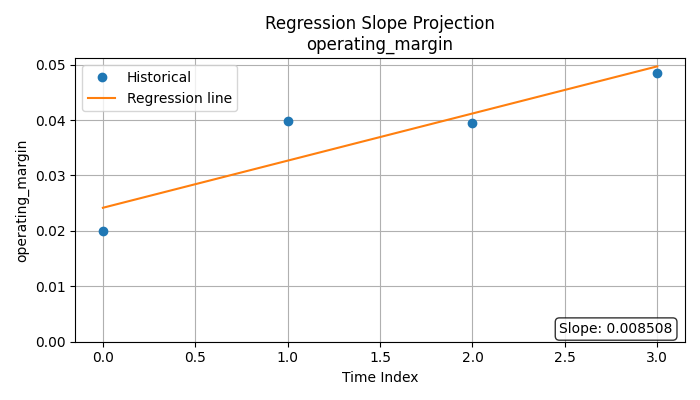 Regression Slope Projection
operating_margin
Historical
Regression line
operating_margin
0.05
0.04
0.03
0.02
0.01
0.00
Slope: 0.008508
0.0 0.5 1.0 1.5 2.0 2.5 3.0
Time Index